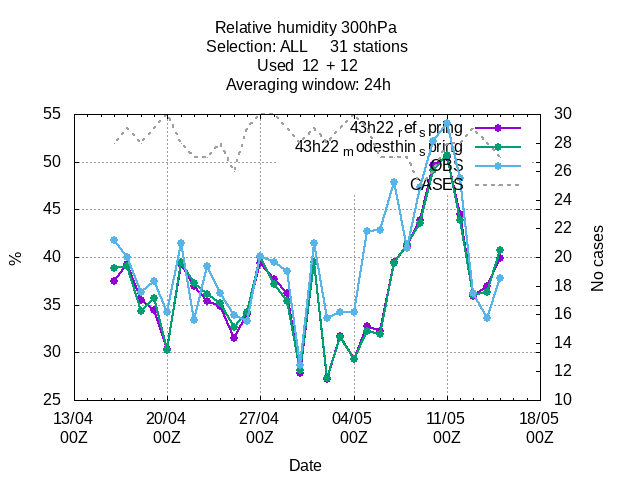 Relative humidity 300hPa
Selection: ALL 31 stations
Used 12 + 12
Averaging window: 24h
55 30
43h22_ref_spring 28
43h22_modesthin_spring
50 26
OBS
CASES 24
45
22
% 40 20 No cases
35 18
16
30 14
12
25 10
13/04 20/04 27/04 04/05 11/05 18/05
00Z 00Z 00Z 00Z 00Z 00Z
Date